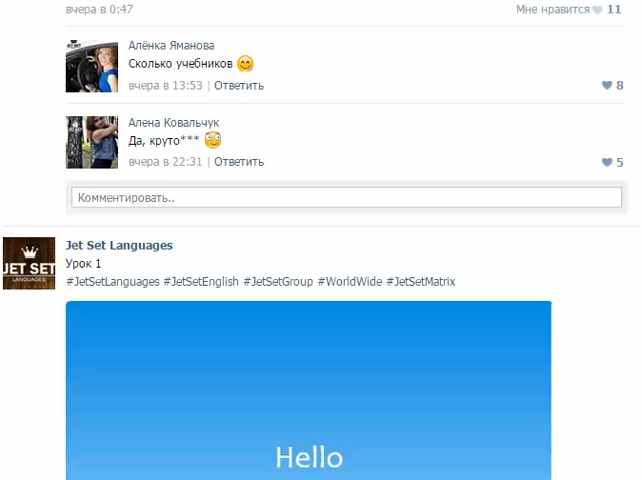 вчера в 0:47
Мне нравится 11
Алёнка Яманова
Сколько учебников
вчера в 13:53 | Ответить
8
Алена Ковальчук
Да, круто***
вчера в 22:31 | Ответить
5
Комментировать..
Jet Set Languages
Урок 1
#JetSetLanguages #JetSetEnglish #JetSetGroup #WorldWide #JetSetMatrix
JET SET
LANGUAGES
Hello